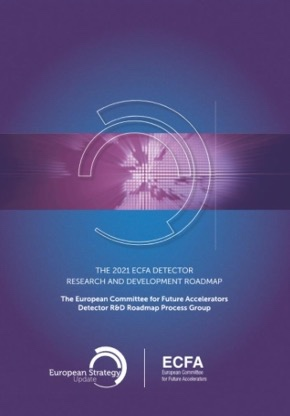 THE 2021 ECFA DETECTOR
RESEARCH AND DEVELOPMENT ROADMAP
The European Committee for Future Accelerators
Detector R&D Roadmap Process Group
European Strategy
Update
ECFA
European Committee
for Future Accelerators